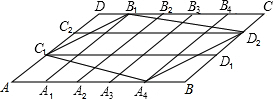 D B₁ B₂ B₃ B₄ C
C₂ D₂
C₁ D₁
A A₁ A₂ A₃ A₄ B